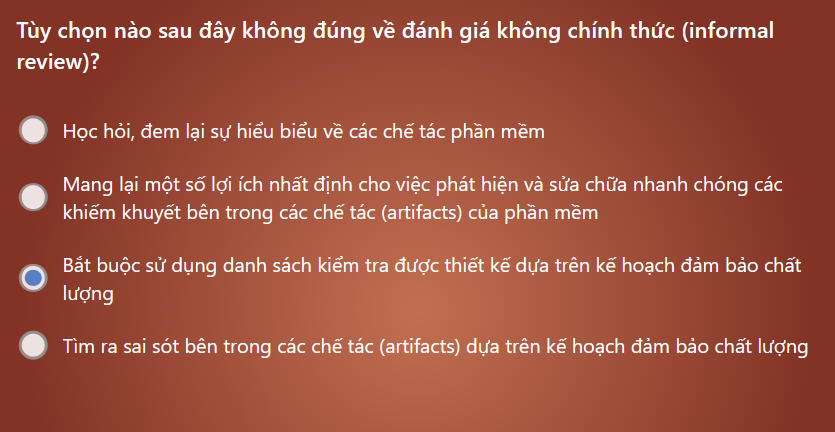 Tùy chọn nào sau đây không đúng về đánh giá không chính thức (informal
review)?
Học hỏi, đem lại sự hiểu biểu về các chế tác phần mềm
Mang lại một số lợi ích nhất định cho việc phát hiện và sửa chữa nhanh chóng các
khiếm khuyết bên trong các chế tác (artifacts) của phần mềm
Bắt buộc sử dụng danh sách kiểm tra được thiết kế dựa trên kế hoạch đảm bảo chất
lượng
Tìm ra sai sót bên trong các chế tác (artifacts) dựa trên kế hoạch đảm bảo chất lượng